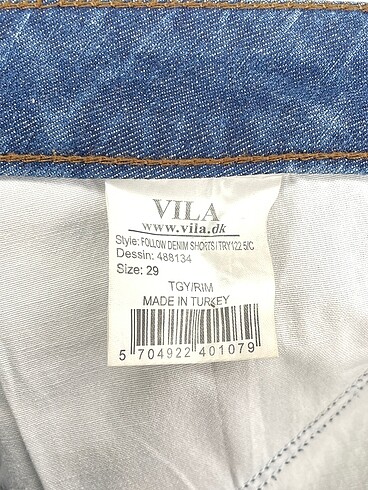 VILA
www.vila.dk
Style: FOLLOW DENIM SHORTS/TRY122 5/C
Dessin: 488134
Size: 29
TGY/RIM
MADE IN TURKEY
5 704922 401079